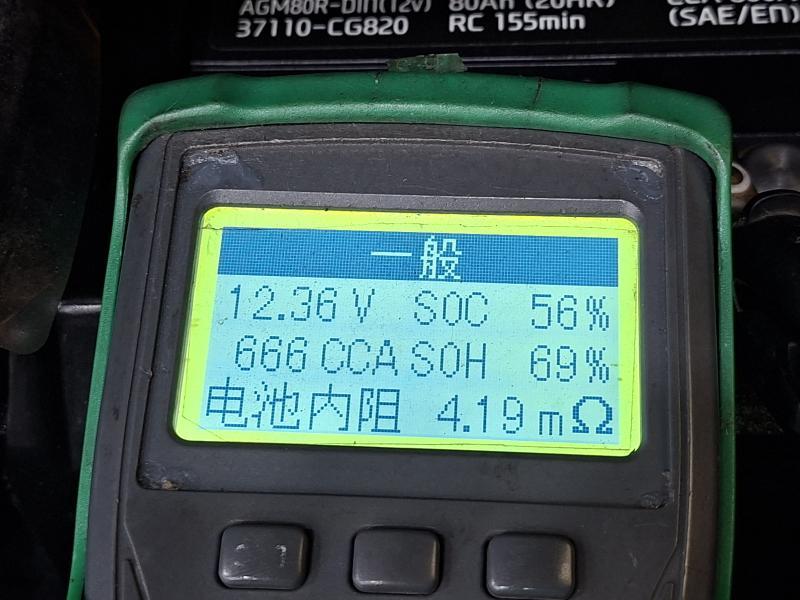 AGM80R-DIN(12V) 80Ah (20HR)
37110-CG820 RC 155min
(SAE/EN)
一般
12.36 V SOC 56%
666 CCA SOH 69%
电池内阻 4.19 mΩ